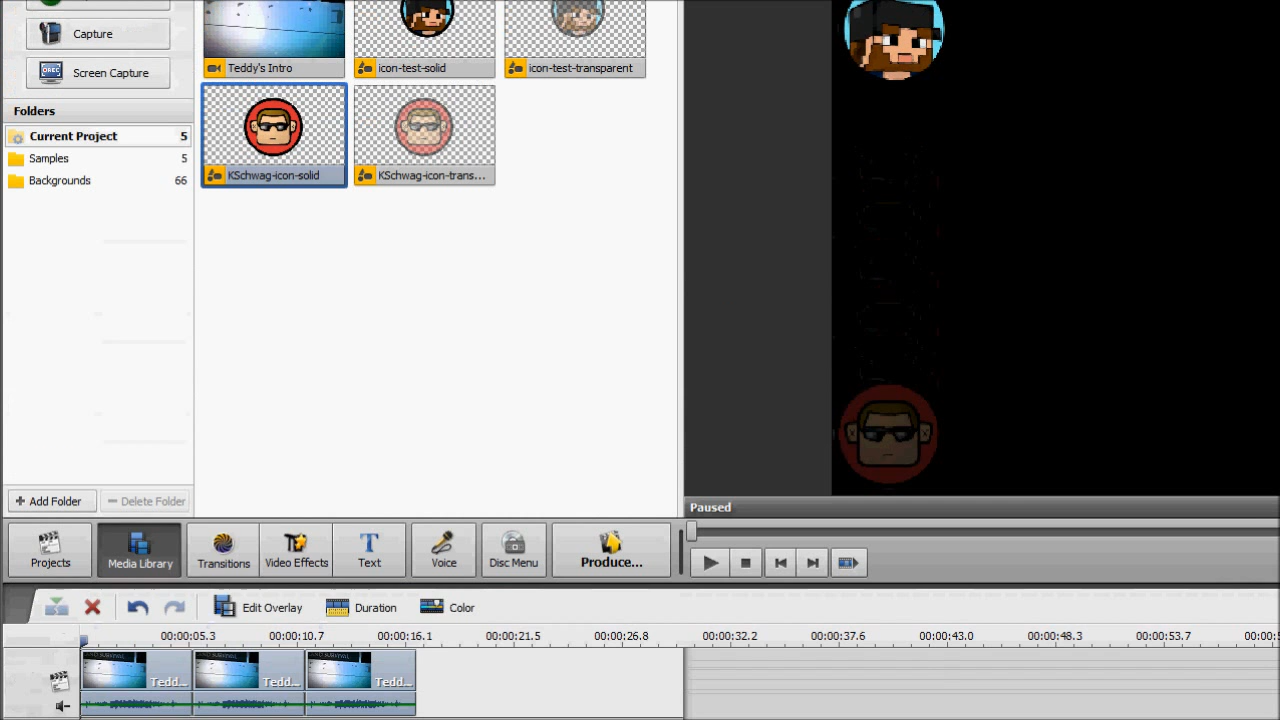 Capture
Screen Capture
Teddy's Intro
icon-test-solid
icon-test-transparent
Folders
Current Project 5
Samples 5
Backgrounds 66
KSchwag-icon-solid
KSchwag-icon-trans...
+ Add Folder
Delete Folder
Paused
Projects
Media Library
Transitions
Video Effects
Text
Voice
Disc Menu
Produce...
Edit Overlay
Duration
Color
00:00:05.3 00:00:10.7 00:00:16.1 00:00:21.5 00:00:26.8 00:00:32.2 00:00:37.6 00:00:43.0 00:00:48.3 00:00:53.7
Tedd...
Tedd...
Tedd...